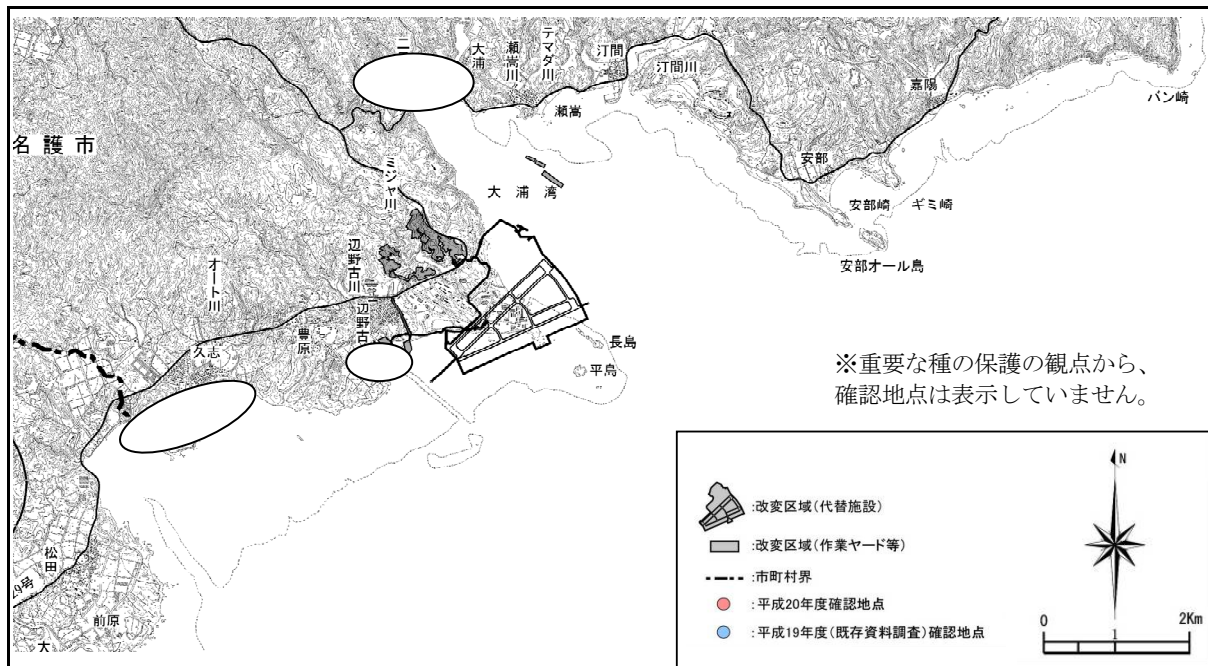 二
大浦
瀬嵩川
テマダ川
汀間
汀間川
嘉陽
バン崎
瀬嵩
名護市
ミジャ川
大浦湾
安部
安部崎
ギミ崎
安部オール島
辺野古川
オート川
辺野古
豊原
久志
長島
平島
※重要な種の保護の観点から、
確認地点は表示していません。
松田
29号
前原
大
:改変区域(代替施設)
:改変区域(作業ヤード等)
:市町村界
:平成20年度確認地点
:平成19年度(既存資料調査)確認地点
N
0 1 2Km